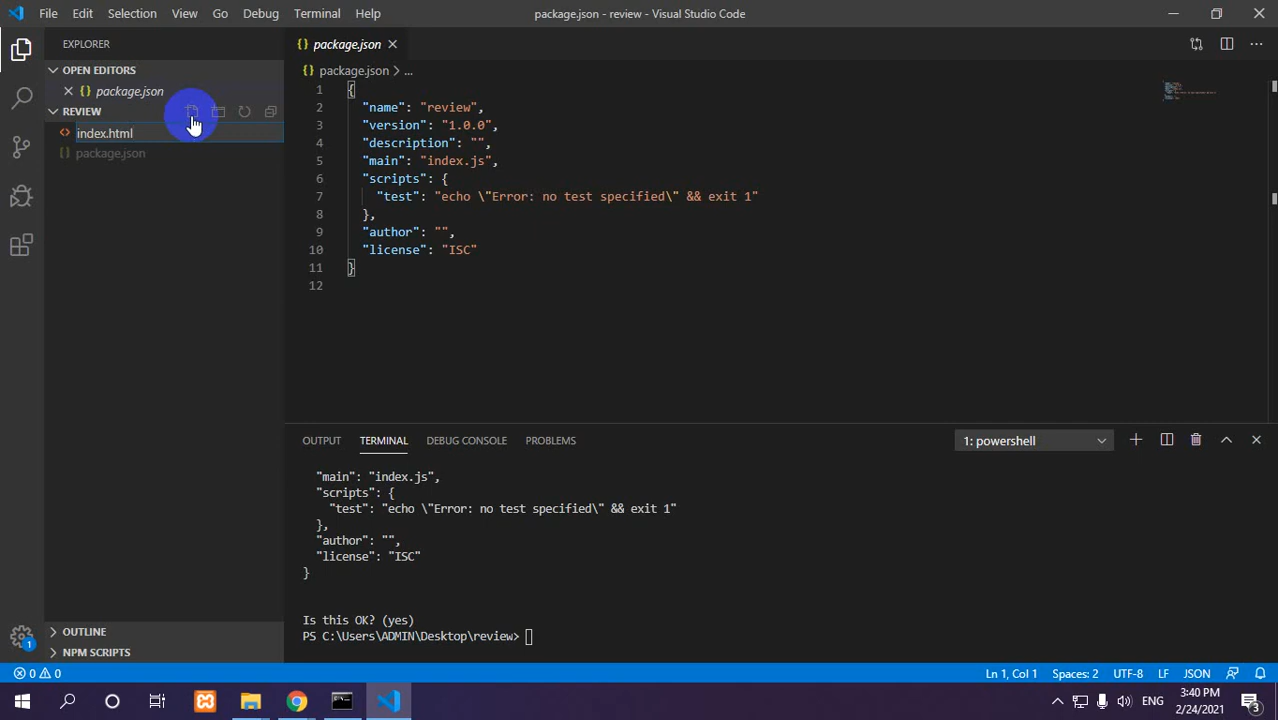 File Edit Selection View Go Debug Terminal Help
package.json - review - Visual Studio Code
EXPLORER
OPEN EDITORS
{} package.json
REVIEW
<> index.html
{} package.json
OUTLINE
NPM SCRIPTS
{} package.json
{} package.json > ...
1 {
2 "name": "review",
3 "version": "1.0.0",
4 "description": "",
5 "main": "index.js",
6 "scripts": {
7 "test": "echo \"Error: no test specified\" && exit 1"
8 },
9 "author": "",
10 "license": "ISC"
11 }
12
OUTPUT TERMINAL DEBUG CONSOLE PROBLEMS
1: powershell
"main": "index.js",
"scripts": {
"test": "echo \"Error: no test specified\" && exit 1"
},
"author": "",
"license": "ISC"
}
Is this OK? (yes)
PS C:\Users\ADMIN\Desktop\review>
1
0 0
Ln 1, Col 1 Spaces: 2 UTF-8 LF JSON
ENG
3:40 PM
2/24/2021
3